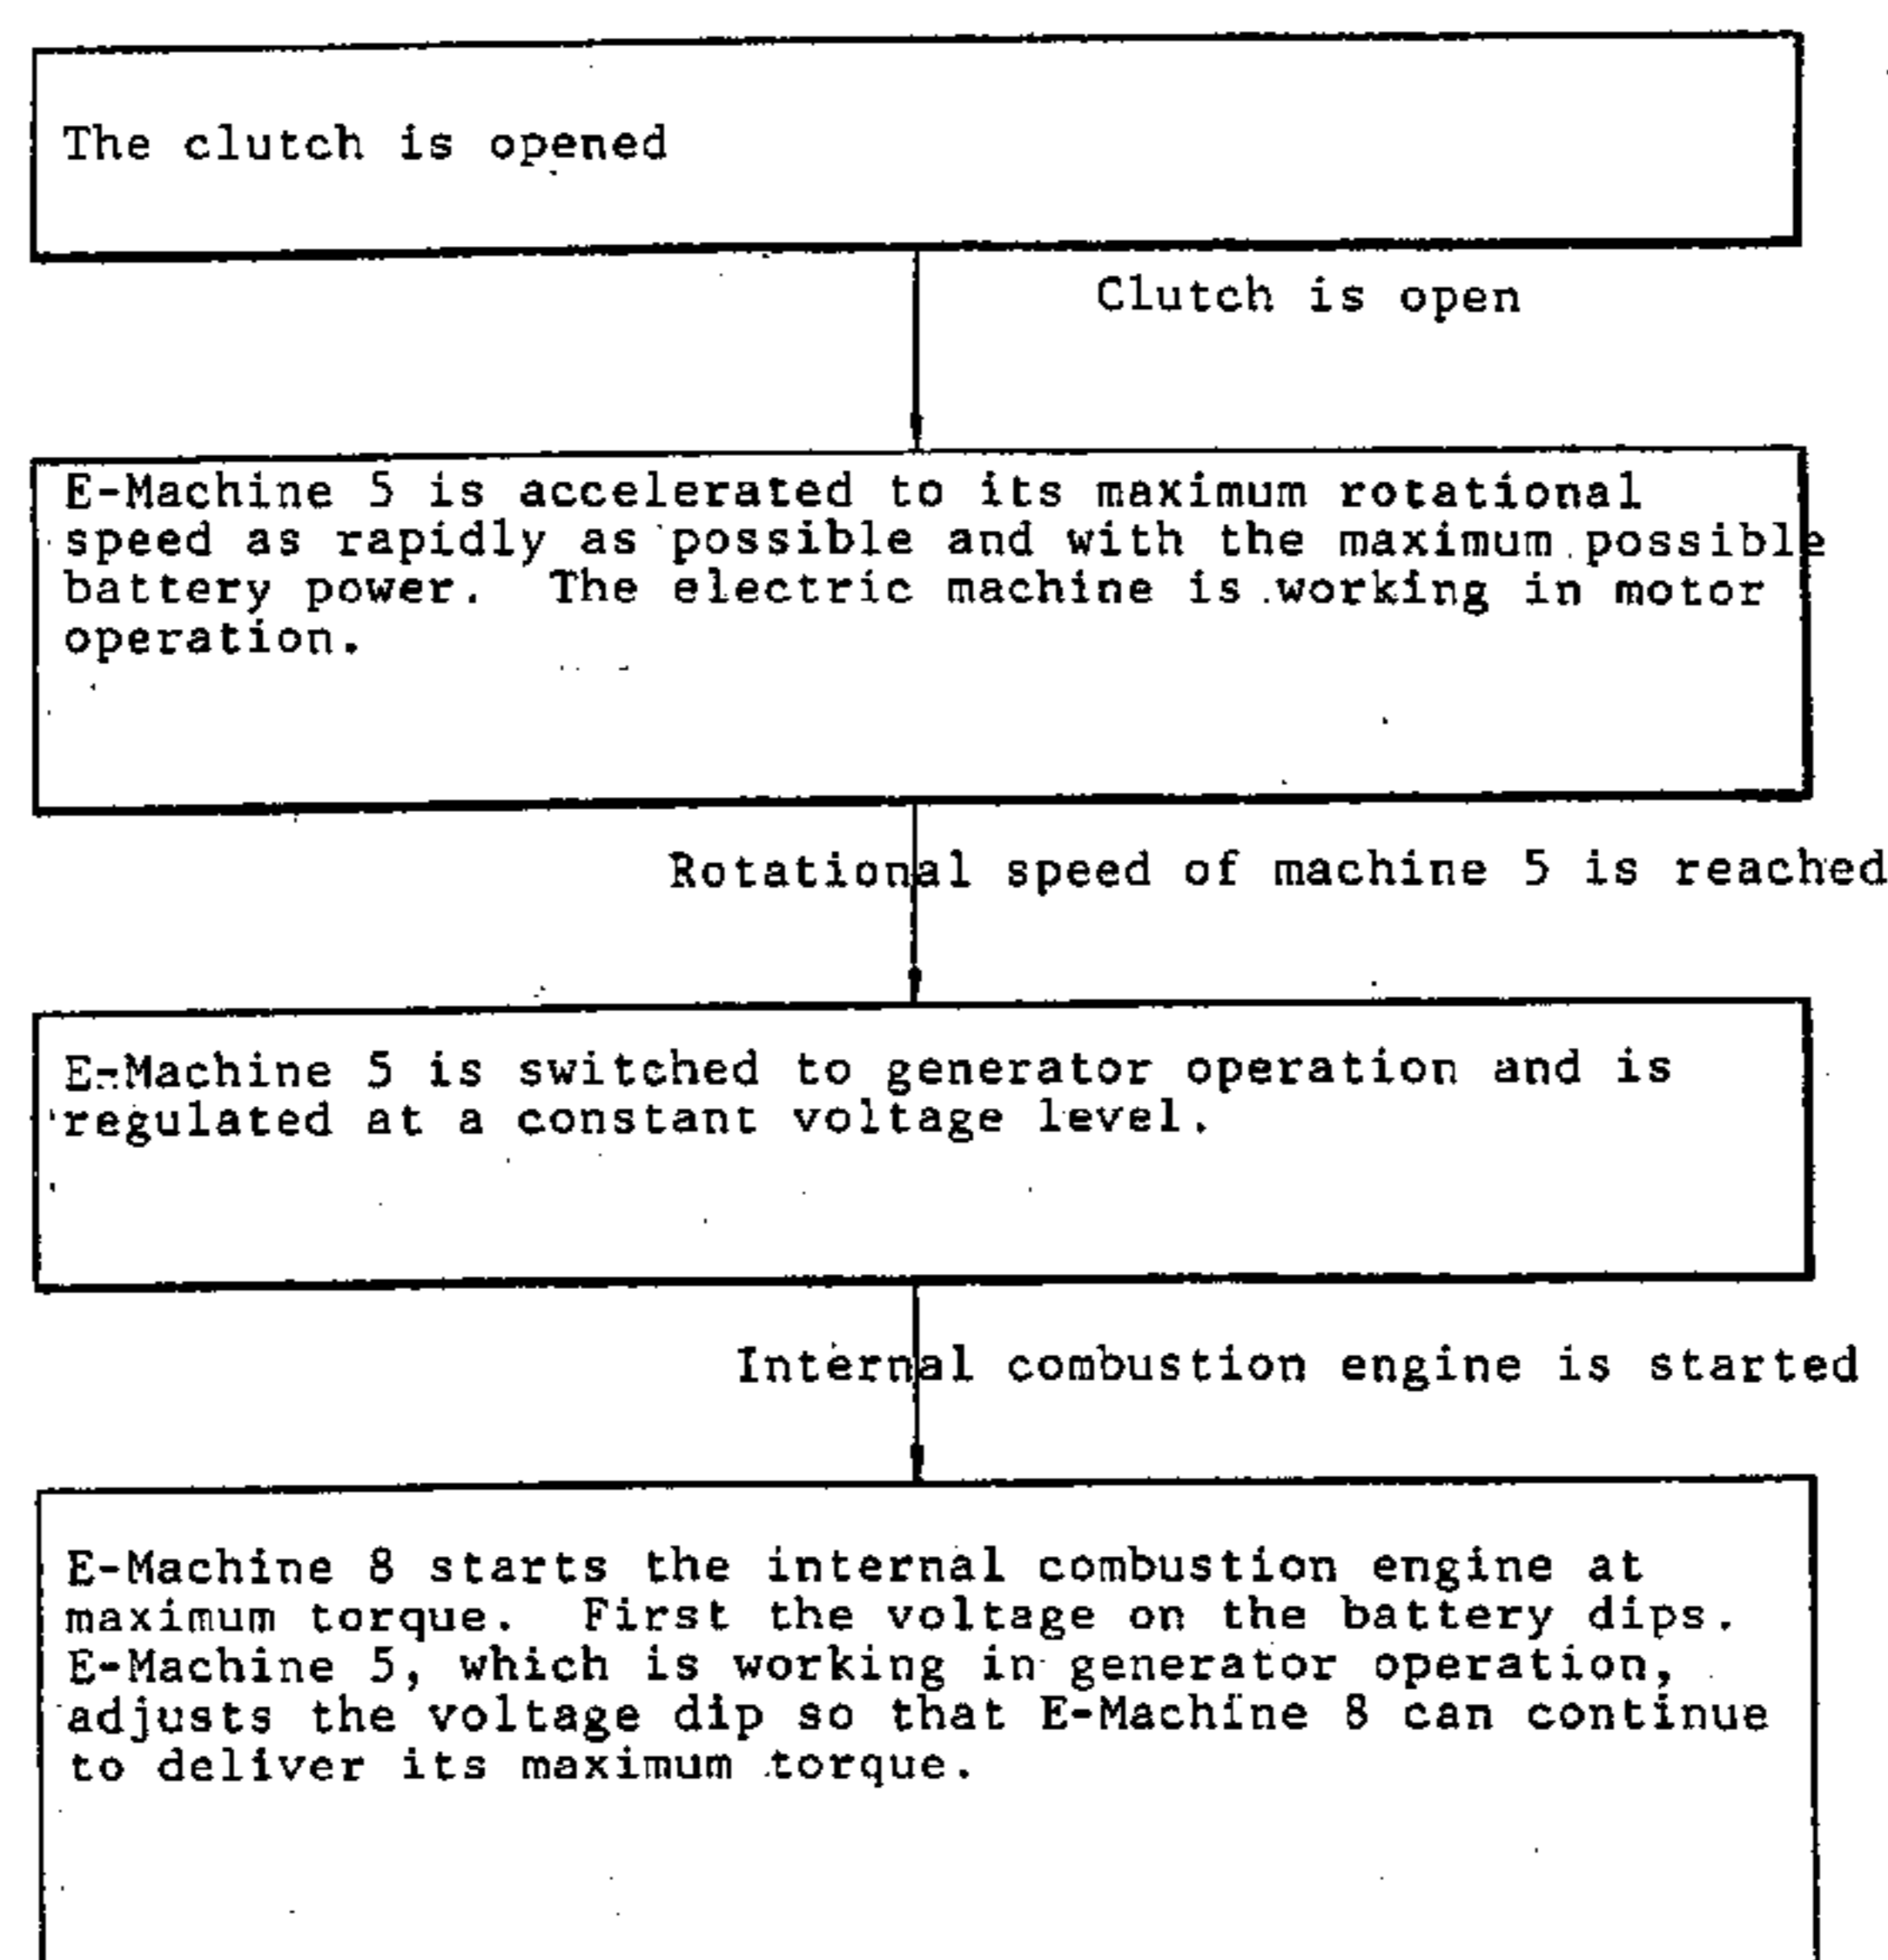 The clutch is opened
Clutch is open
E-Machine 5 is accelerated to its maximum rotational
speed as rapidly as possible and with the maximum possible
battery power. The electric machine is working in motor
operation.
Rotational speed of machine 5 is reached
E-Machine 5 is switched to generator operation and is
regulated at a constant voltage level.
Internal combustion engine is started
E-Machine 8 starts the internal combustion engine at
maximum torque. First the voltage on the battery dips.
E-Machine 5, which is working in generator operation,
adjusts the voltage dip so that E-Machine 8 can continue
to deliver its maximum torque.